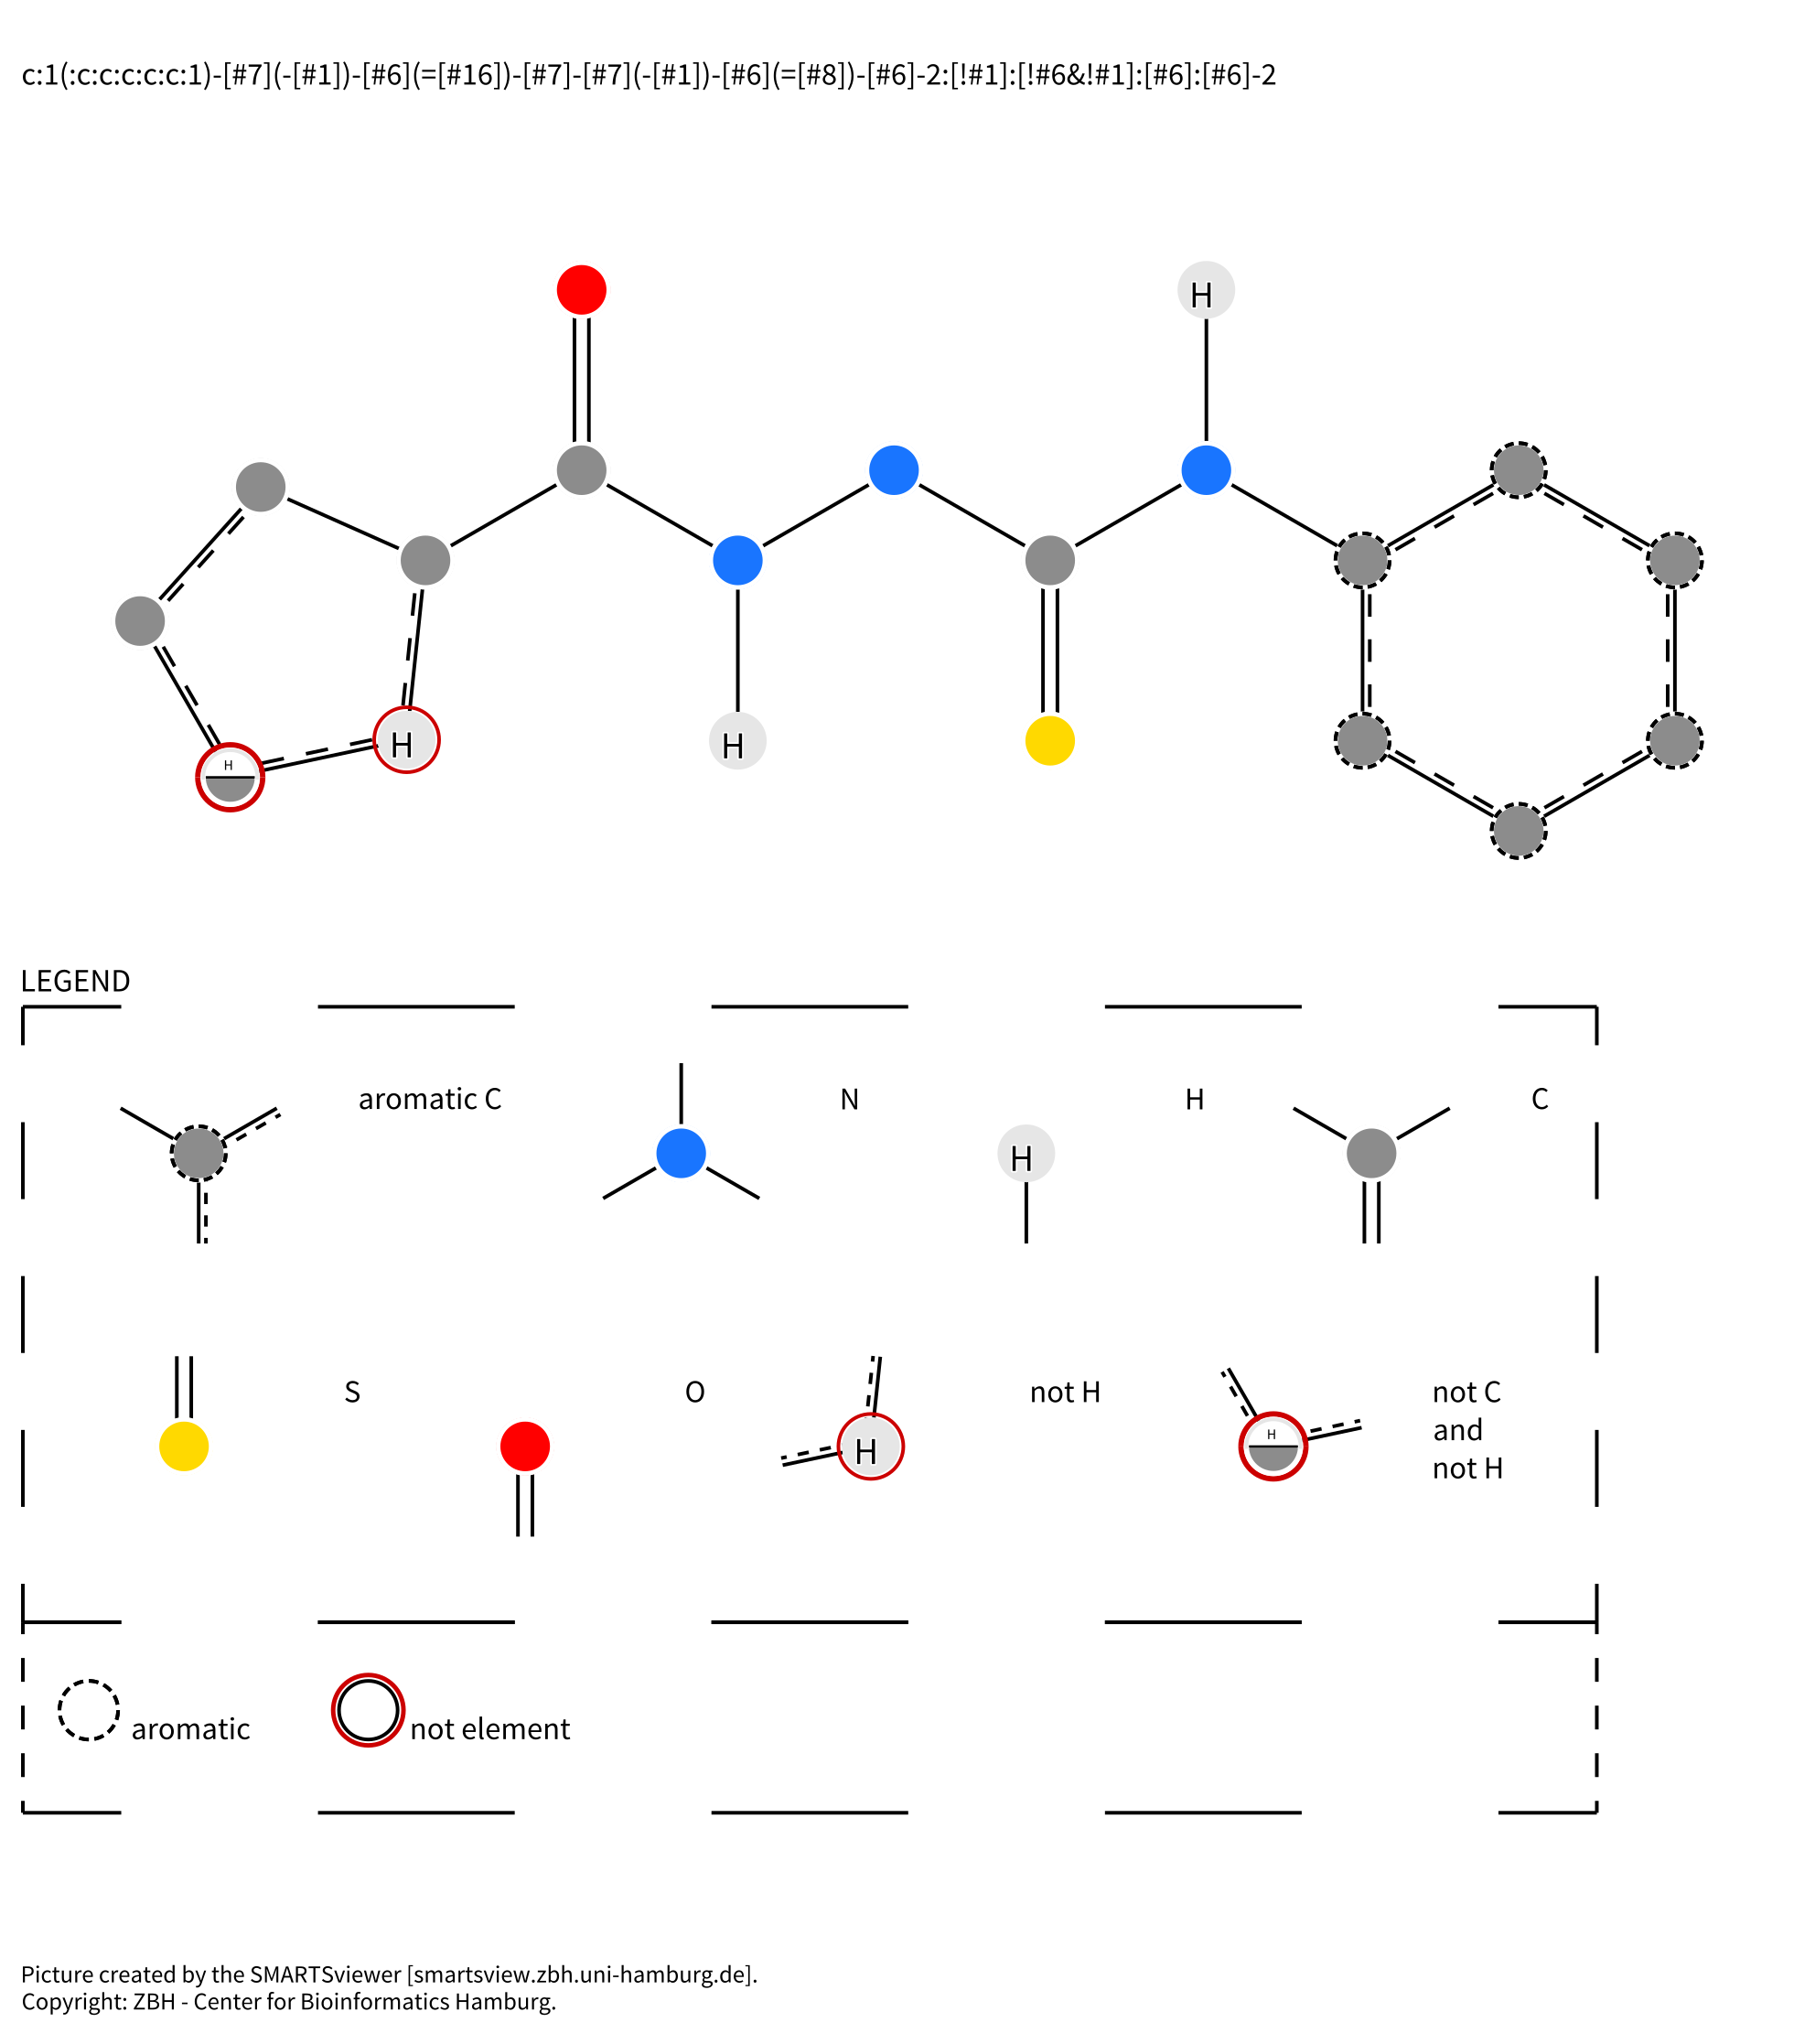 c:1(:c:c:c:c:c:1)-[#7](-[#1])-[#6](=[#16])-[#7]-[#7](-[#1])-[#6](=[#8])-[#6]-2:[!#1]:[!#6&!#1]:[#6]:[#6]-2
H
H
H
H
LEGEND
aromatic C
N
H
C
H
S
O
not H
not C
and
not H
H
H
aromatic
not element
Picture created by the SMARTSviewer [smartsview.zbh.uni-hamburg.de].
Copyright: ZBH - Center for Bioinformatics Hamburg.